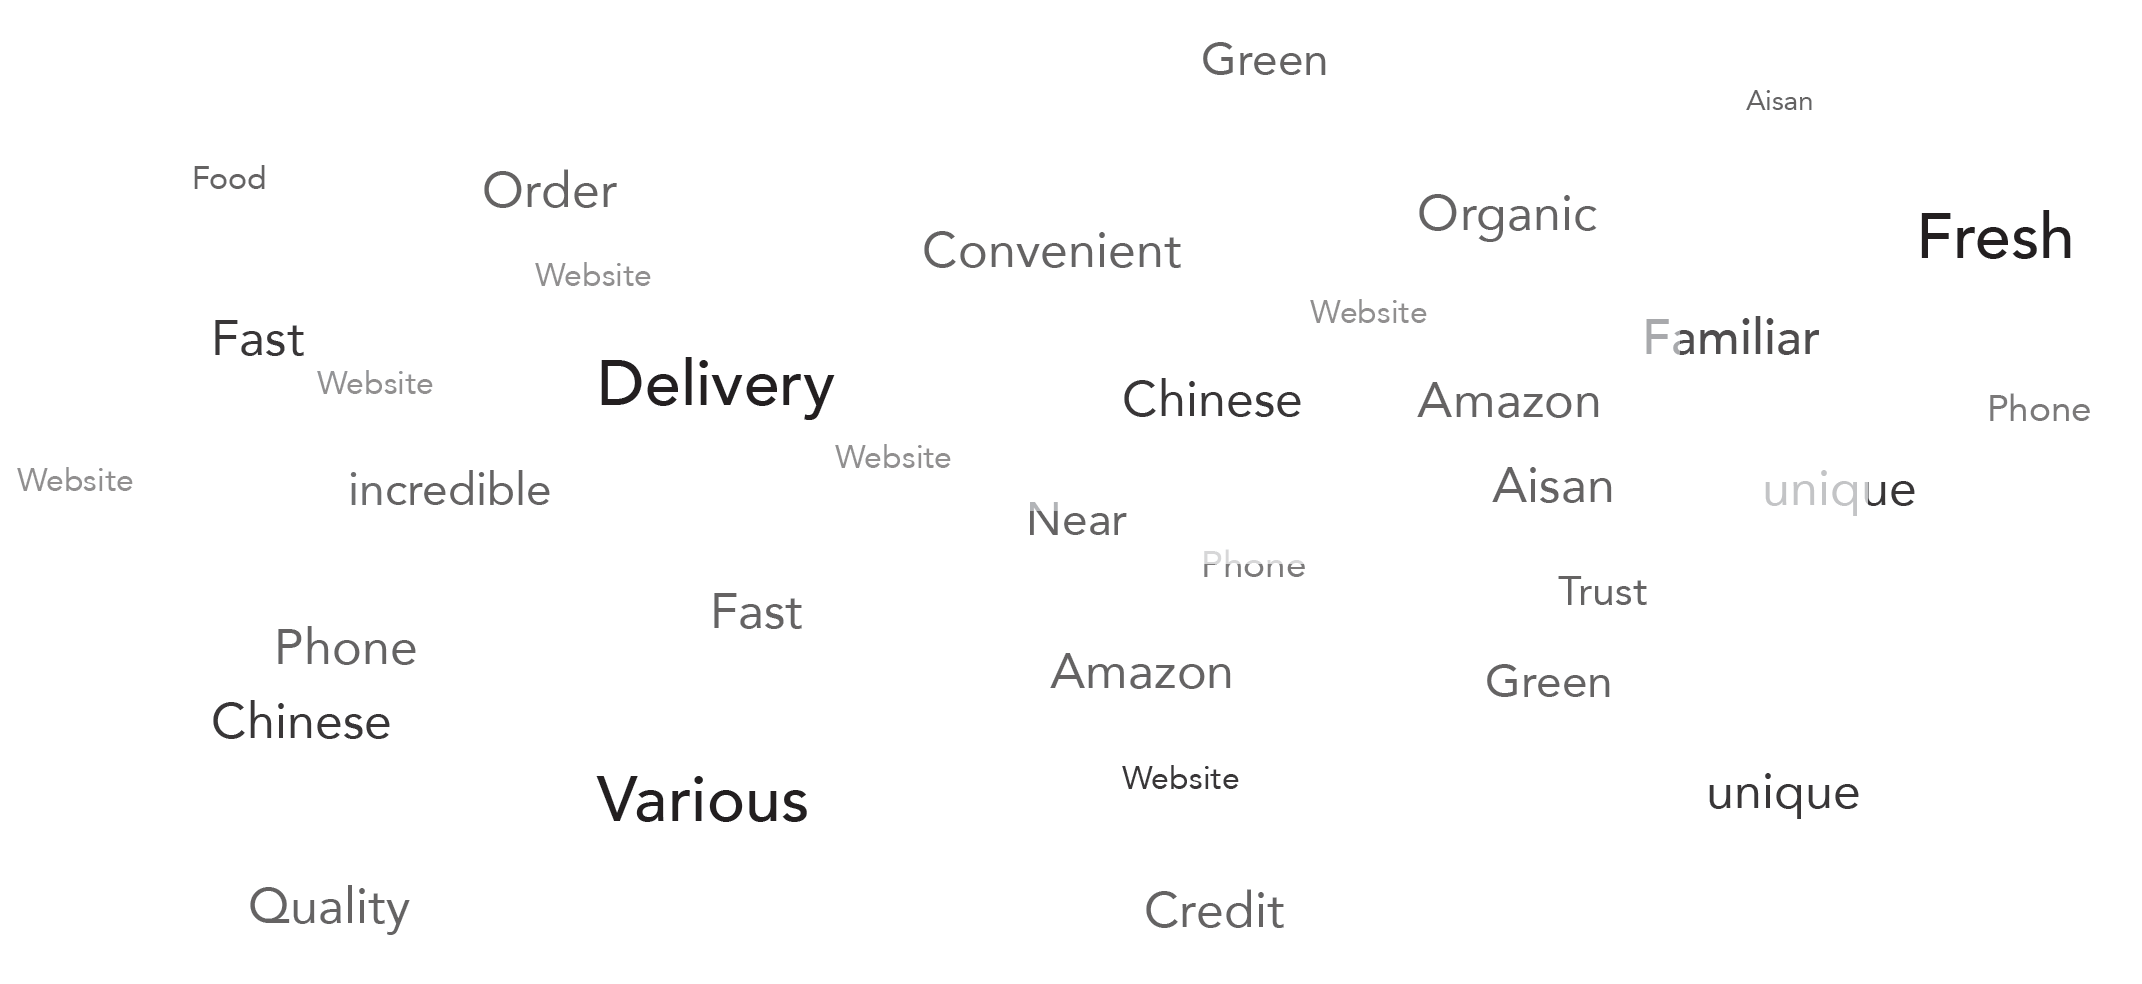 Green
Aisan
Food
Order
Organic
Fresh
Convenient
Website
Website
Fast
Familiar
Website
Delivery
Chinese
Amazon
Phone
Website
Website
incredible
Aisan
unique
Near
Phone
Trust
Fast
Phone
Amazon
Green
Chinese
Website
Various
unique
Quality
Credit